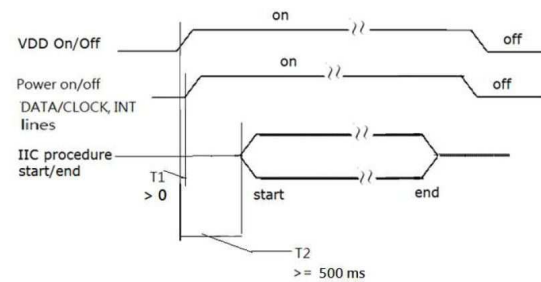 on
VDD On/Off
off
on
Power on/off
off
DATA/CLOCK, INT
lines
IIC procedure
start/end
T1
> 0
start
end
T2
>= 500 ms